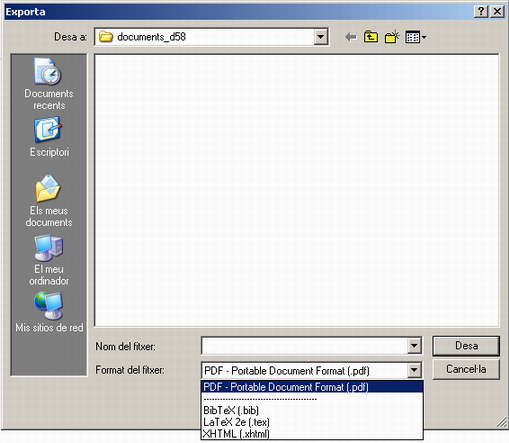 Exporta
Desa a:
documents_d58
Documents
recents
Escriptori
Els meus
documents
El meu
ordinador
Mis sitios de red
Nom del fitxer:
Desa
Format del fitxer:
PDF - Portable Document Format (.pdf)
Cancel·la
PDF - Portable Document Format (.pdf)
----------------------------------------
BibTeX (.bib)
LaTeX 2e (.tex)
XHTML (.xhtml)